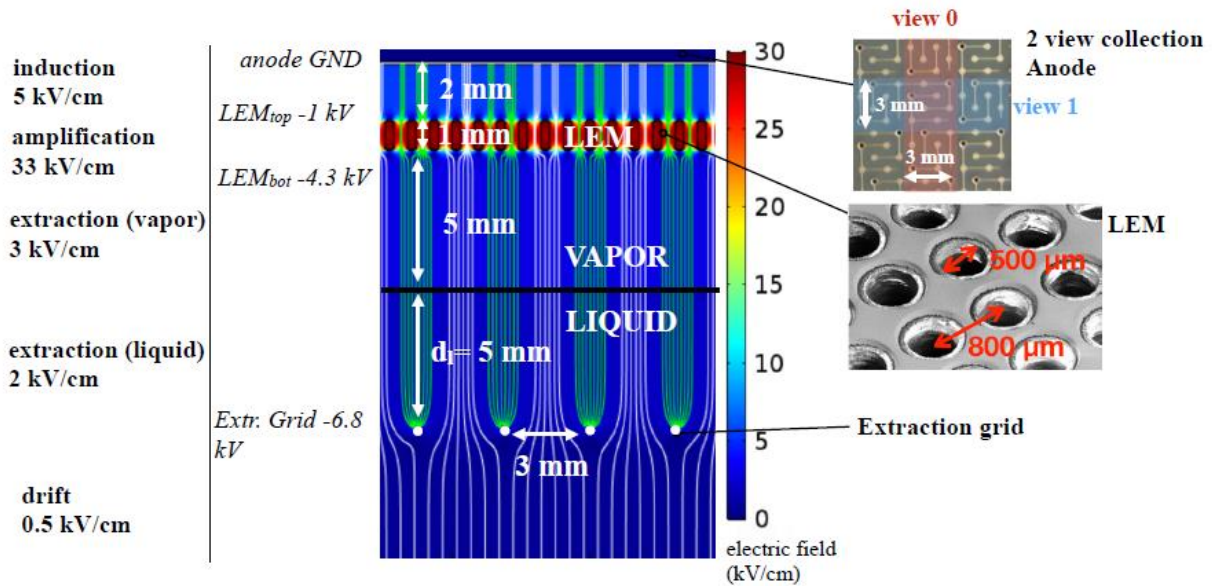 induction
5 kV/cm
amplification
33 kV/cm
extraction (vapor)
3 kV/cm
extraction (liquid)
2 kV/cm
drift
0.5 kV/cm
anode GND
LEMtop -1 kV
LEMbot -4.3 kV
Extr. Grid -6.8
kV
2 mm
1 mm
LEM
5 mm
VAPOR
LIQUID
dl= 5 mm
3 mm
30
25
20
15
10
5
0
electric field
(kV/cm)
view 0
2 view collection
Anode
view 1
3 mm
3 mm
LEM
500 µm
800 µm
Extraction grid